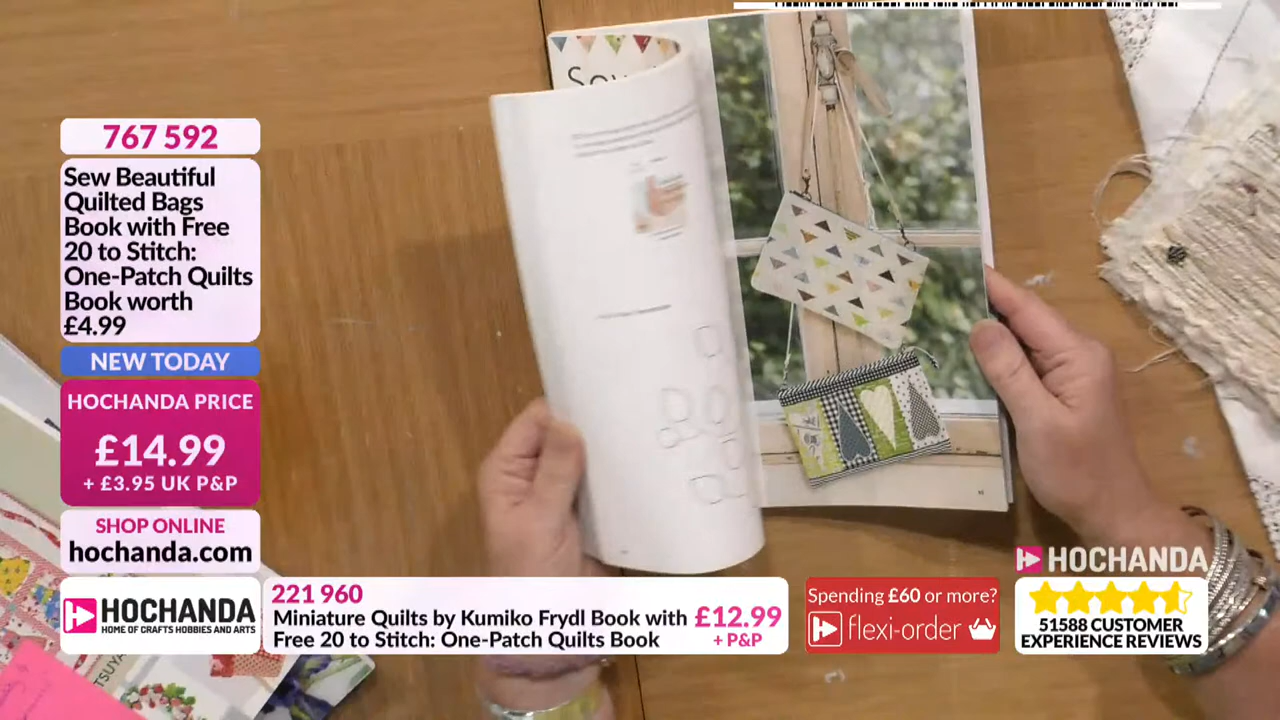 767 592
Sew Beautiful
Quilted Bags
Book with Free
20 to Stitch:
One-Patch Quilts
Book worth
£4.99
NEW TODAY
HOCHANDA PRICE
£14.99
+ £3.95 UK P&P
SHOP ONLINE
hochanda.com
HOCHANDA
HOME OF CRAFTS HOBBIES AND ARTS
221 960
Miniature Quilts by Kumiko Frydl Book with
Free 20 to Stitch: One-Patch Quilts Book
£12.99
+ P&P
Spending £60 or more?
flexi-order
HOCHANDA
51588 CUSTOMER
EXPERIENCE REVIEWS